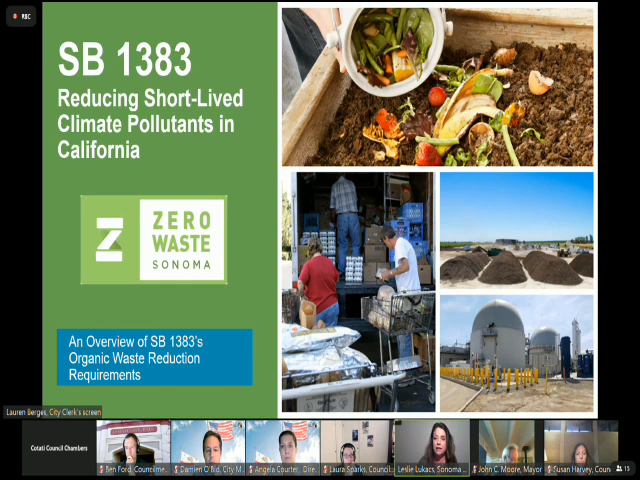 REC
SB 1383
Reducing Short-Lived
Climate Pollutants in
California
ZERO
WASTE
SONOMA
An Overview of SB 1383's
Organic Waste Reduction
Requirements
Lauren Berges, City Clerk's screen
Cotati Council Chambers
Ben Ford, Councilme...
Damien O'Bid, City M...
Angela Courter, Dire...
Laura Sparks, Council...
Leslie Lukacs, Sonoma ...
John C. Moore, Mayor
Susan Harvey, Coun
15